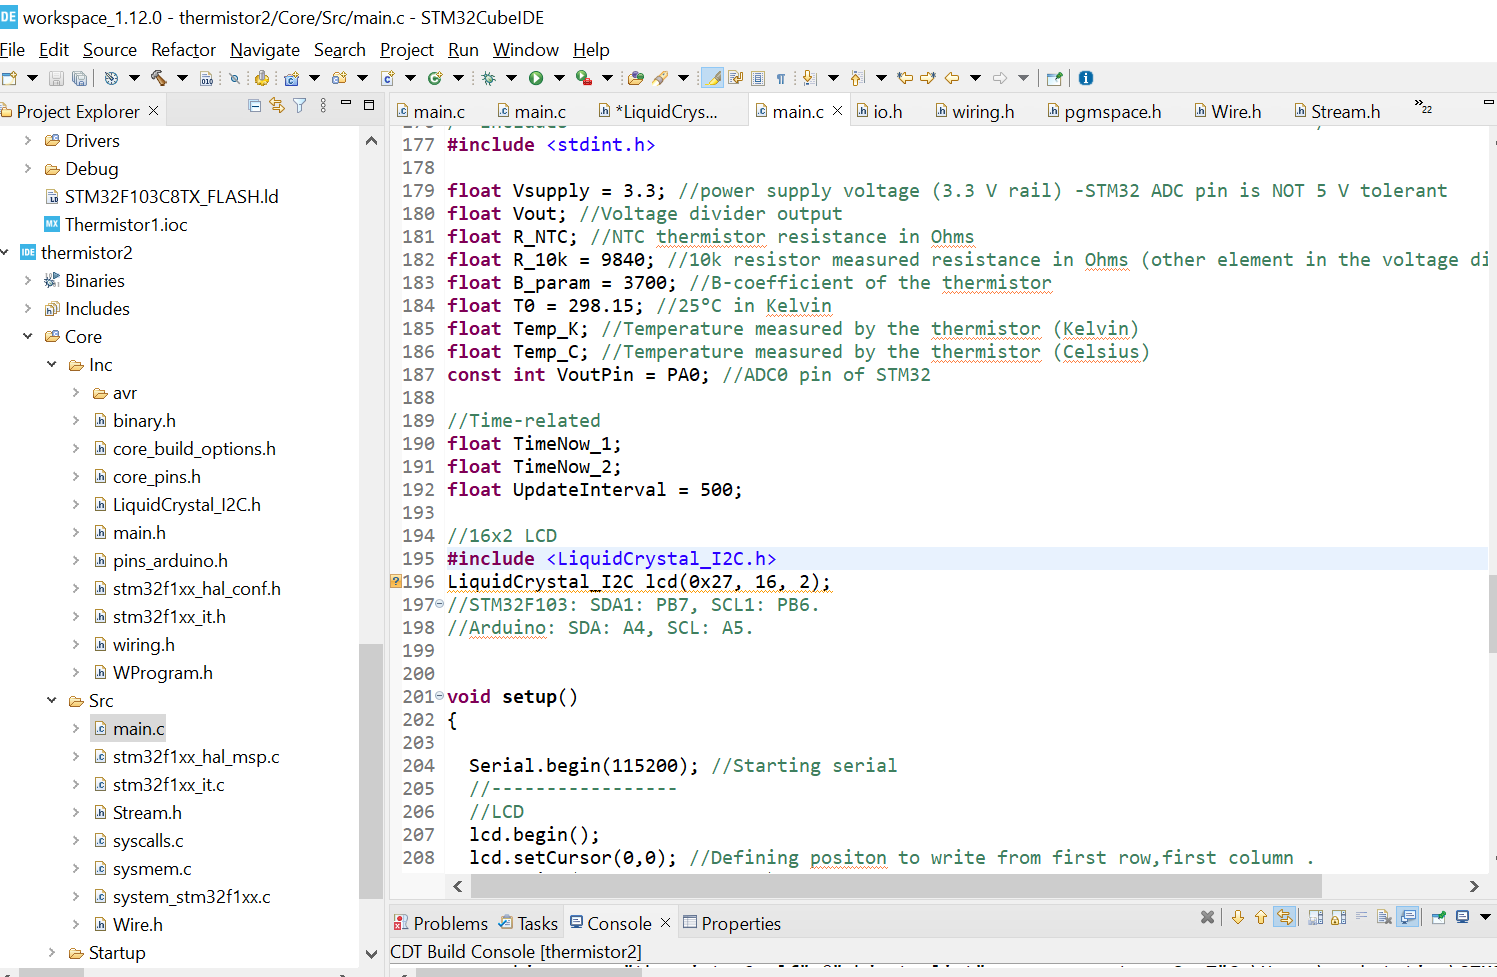 workspace_1.12.0 - thermistor2/Core/Src/main.c - STM32CubeIDE
File Edit Source Refactor Navigate Search Project Run Window Help
Project Explorer
main.c main.c *LiquidCrys... main.c io.h wiring.h pgmspace.h Wire.h Stream.h 22
Drivers
Debug
STM32F103C8TX_FLASH.ld
Thermistor1.ioc
thermistor2
Binaries
Includes
Core
Inc
avr
binary.h
core_build_options.h
core_pins.h
LiquidCrystal_I2C.h
main.h
pins_arduino.h
stm32f1xx_hal_conf.h
stm32f1xx_it.h
wiring.h
WProgram.h
Src
main.c
stm32f1xx_hal_msp.c
stm32f1xx_it.c
Stream.h
syscalls.c
sysmem.c
system_stm32f1xx.c
Wire.h
Startup
177 #include <stdint.h>
178
179 float Vsupply = 3.3; //power supply voltage (3.3 V rail) -STM32 ADC pin is NOT 5 V tolerant
180 float Vout; //Voltage divider output
181 float R_NTC; //NTC thermistor resistance in Ohms
182 float R_10k = 9840; //10k resistor measured resistance in Ohms (other element in the voltage di
183 float B_param = 3700; //B-coefficient of the thermistor
184 float T0 = 298.15; //25°C in Kelvin
185 float Temp_K; //Temperature measured by the thermistor (Kelvin)
186 float Temp_C; //Temperature measured by the thermistor (Celsius)
187 const int VoutPin = PA0; //ADC0 pin of STM32
188
189 //Time-related
190 float TimeNow_1;
191 float TimeNow_2;
192 float UpdateInterval = 500;
193
194 //16x2 LCD
195 #include <LiquidCrystal_I2C.h>
196 LiquidCrystal_I2C lcd(0x27, 16, 2);
197 //STM32F103: SDA1: PB7, SCL1: PB6.
198 //Arduino: SDA: A4, SCL: A5.
199
200
201 void setup()
202 {
203
204 Serial.begin(115200); //Starting serial
205 //-----------------
206 //LCD
207 lcd.begin();
208 lcd.setCursor(0,0); //Defining positon to write from first row,first column .
Problems Tasks Console Properties
CDT Build Console [thermistor2]